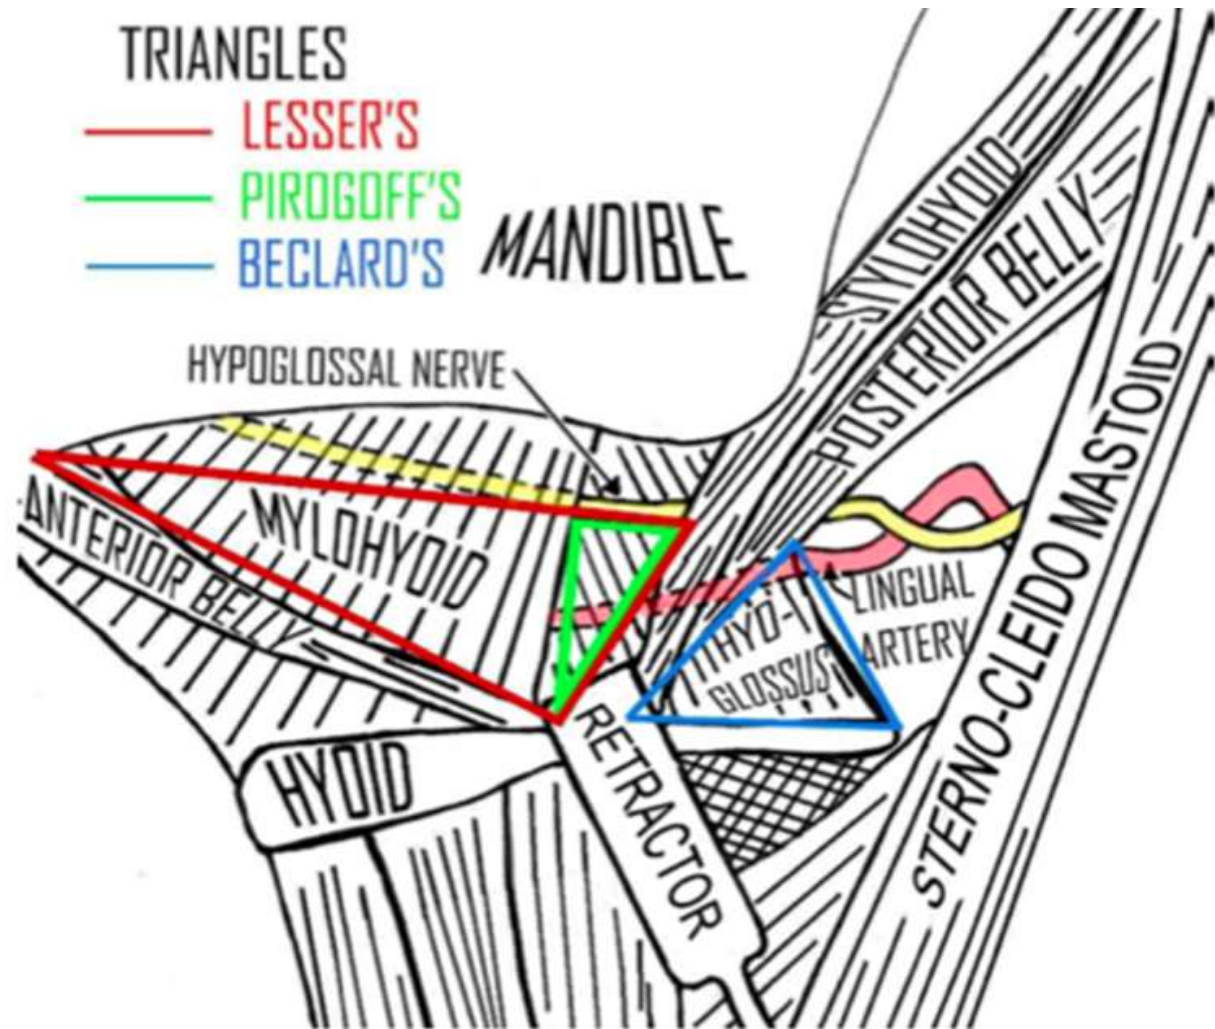 TRIANGLES
LESSER'S
PIROGOFF'S
BECLARD'S
MANDIBLE
STYLOHYOID
POSTERIOR BELLY
HYPOGLOSSAL NERVE
STERNO-CLEIDO MASTOID
ANTERIOR BELLY
MYLOHYOID
LINGUAL
ARTERY
HYO-
GLOSSUS
RETRACTOR
HYOID